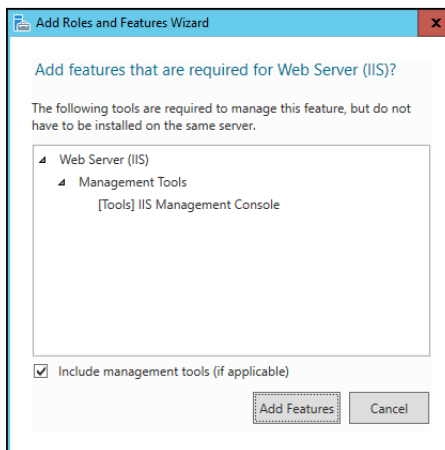 Add Roles and Features Wizard
x
Add features that are required for Web Server (IIS)?
The following tools are required to manage this feature, but do not
have to be installed on the same server.
Web Server (IIS)
Management Tools
[Tools] IIS Management Console
Include management tools (if applicable)
Add Features
Cancel